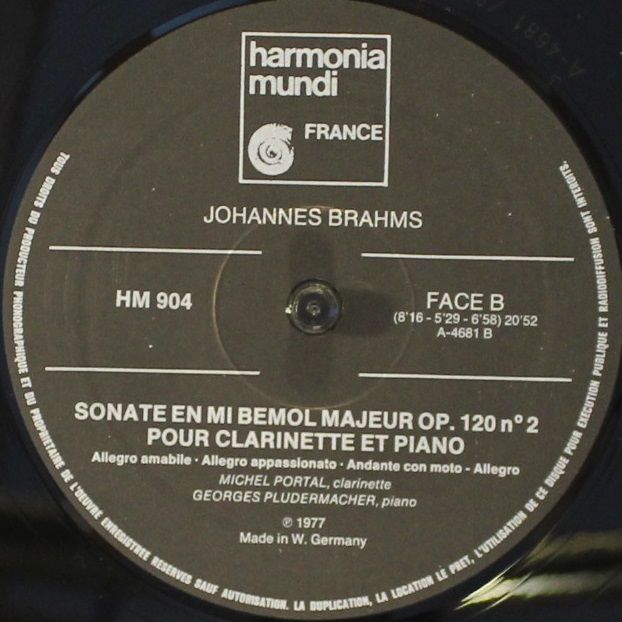 harmonia
mundi
FRANCE
JOHANNES BRAHMS
HM 904
FACE B
(8'16 - 5'29 - 6'58) 20'52
A-4681 B
SONATE EN MI BEMOL MAJEUR OP. 120 nº 2
POUR CLARINETTE ET PIANO
Allegro amabile · Allegro appassionato · Andante con moto - Allegro
MICHEL PORTAL, clarinette
GEORGES PLUDERMACHER, piano
℗ 1977
Made in W. Germany
TOUS DROITS DU PRODUCTEUR PHONOGRAPHIQUE ET DU PROPRIETAIRE DE L'OEUVRE ENREGISTREE RESERVES SAUF AUTORISATION. LA DUPLICATION, LA LOCATION LE PRET, L'UTILISATION DE CE DISQUE POUR EXECUTION PUBLIQUE ET RADIODIFFUSION SONT INTERDITS.